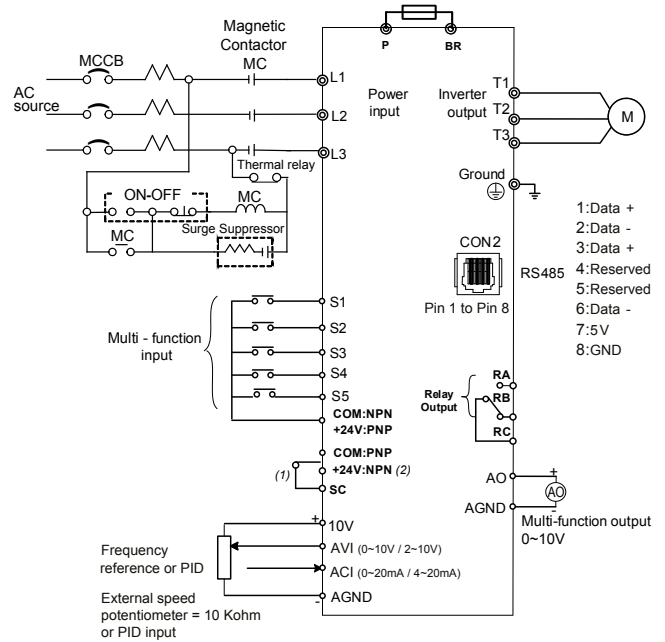 P
BR
Magnetic
Contactor
MCCB
MC
L1
AC
source
L2
L3
Power
input
Inverter
output
T1
T2
T3
M
Thermal relay
ON-OFF
MC
Surge Suppressor
MC
Ground
CON2
RS485
Pin 1 to Pin 8
1:Data +
2:Data -
3:Data +
4:Reserved
5:Reserved
6:Data -
7:5V
8:GND
Multi - function
input
S1
S2
S3
S4
S5
COM:NPN
+24V:PNP
COM:PNP
+24V:NPN (2)
(1)
SC
RA
Relay
Output
RB
RC
AO
+
AO
AGND
-
Multi-function output
0~10V
+
10V
Frequency
reference or PID
AVI (0~10V / 2~10V)
ACI (0~20mA / 4~20mA)
- AGND
External speed
potentiometer = 10 Kohm
or PID input